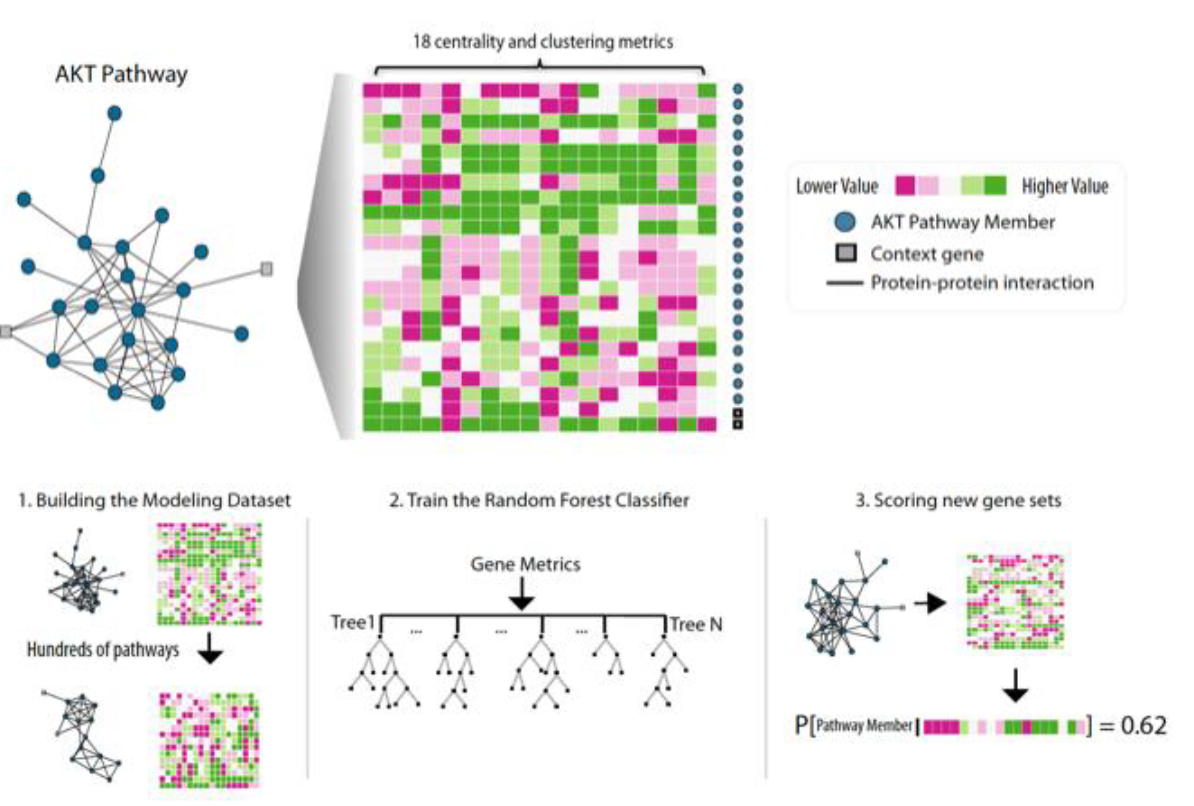 18 centrality and clustering metrics
AKT Pathway
Lower Value Higher Value
AKT Pathway Member
Context gene
Protein-protein interaction
1. Building the Modeling Dataset
Hundreds of pathways
2. Train the Random Forest Classifier
Gene Metrics
Tree1 ... ... ... Tree N
3. Scoring new gene sets
P[Pathway Member| ] = 0.62